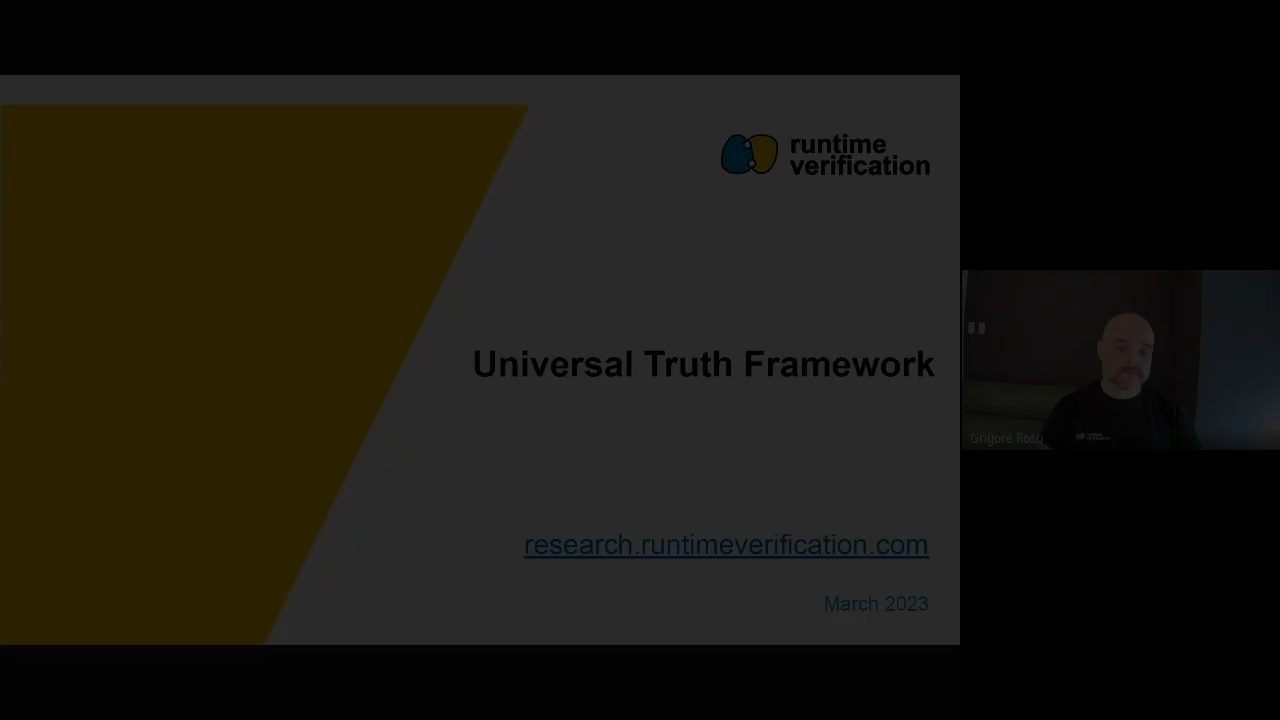 runtime
verification
Universal Truth Framework
research.runtimeverification.com
March 2023
Grigore Rosu